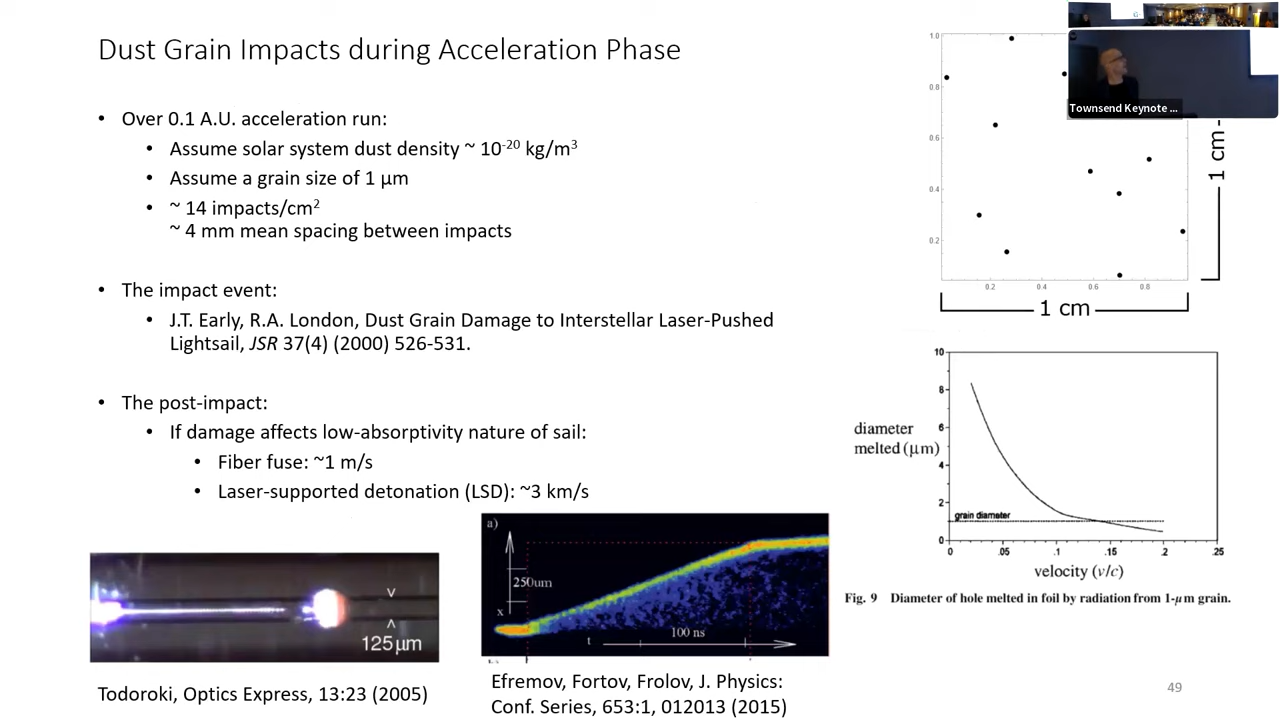 Dust Grain Impacts during Acceleration Phase
• Over 0.1 A.U. acceleration run:
• Assume solar system dust density ~ 10⁻²⁰ kg/m³
• Assume a grain size of 1 µm
• ~ 14 impacts/cm²
~ 4 mm mean spacing between impacts
• The impact event:
• J.T. Early, R.A. London, Dust Grain Damage to Interstellar Laser-Pushed
Lightsail, JSR 37(4) (2000) 526-531.
• The post-impact:
• If damage affects low-absorptivity nature of sail:
• Fiber fuse: ~1 m/s
• Laser-supported detonation (LSD): ~3 km/s
125µm
Todoroki, Optics Express, 13:23 (2005)
a)
250um
x
t
100 ns
Efremov, Fortov, Frolov, J. Physics:
Conf. Series, 653:1, 012013 (2015)
1.0
0.8
0.6
0.4
0.2
0.2 0.4 0.6 0.8
1 cm
1 cm
Townsend Keynote ...
10
8
6
4
2
0
diameter
melted (µm)
grain diameter
0 .05 .1 .15 .2 .25
velocity (v/c)
Fig. 9 Diameter of hole melted in foil by radiation from 1-µm grain.
49